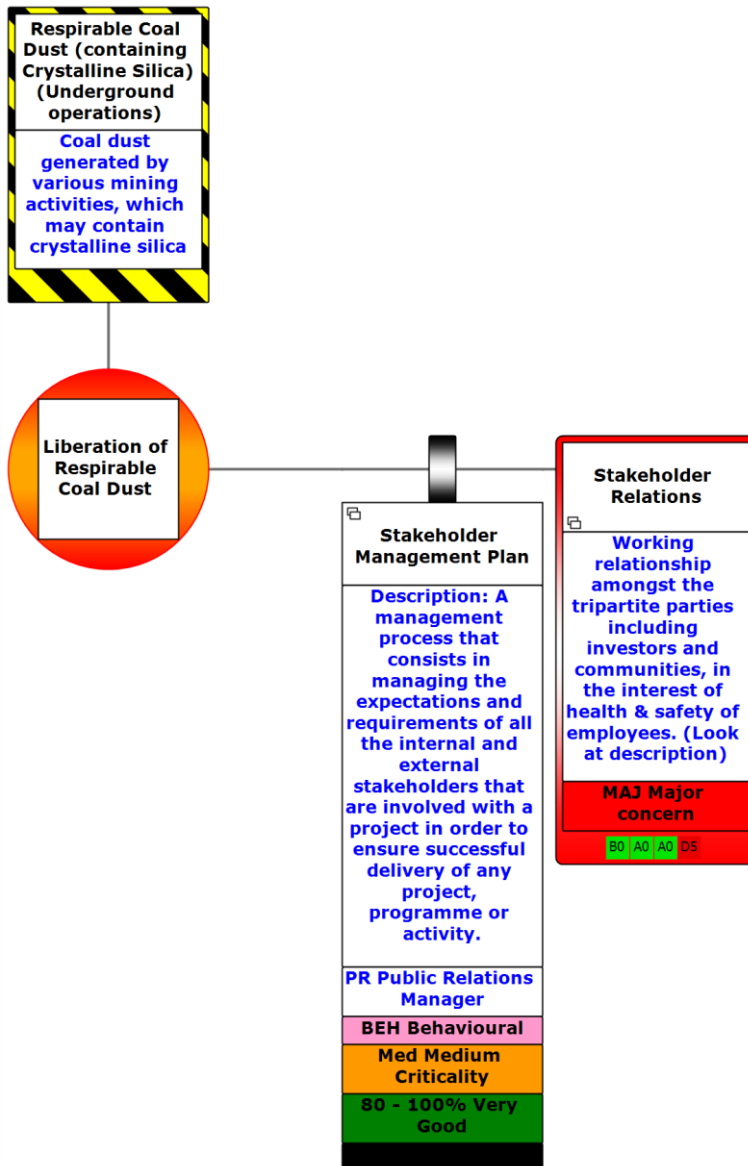 Respirable Coal
Dust (containing
Crystalline Silica)
(Underground
operations)
Coal dust
generated by
various mining
activities, which
may contain
crystalline silica
Liberation of
Respirable
Coal Dust
Stakeholder
Management Plan
Description: A
management
process that
consists in
managing the
expectations and
requirements of all
the internal and
external
stakeholders that
are involved with a
project in order to
ensure successful
delivery of any
project,
programme or
activity.
PR Public Relations
Manager
BEH Behavioural
Med Medium
Criticality
80 - 100% Very
Good
Stakeholder
Relations
Working
relationship
amongst the
tripartite parties
including
investors and
communities, in
the interest of
health & safety of
employees. (Look
at description)
MAJ Major
concern
B0 A0 A0 D5